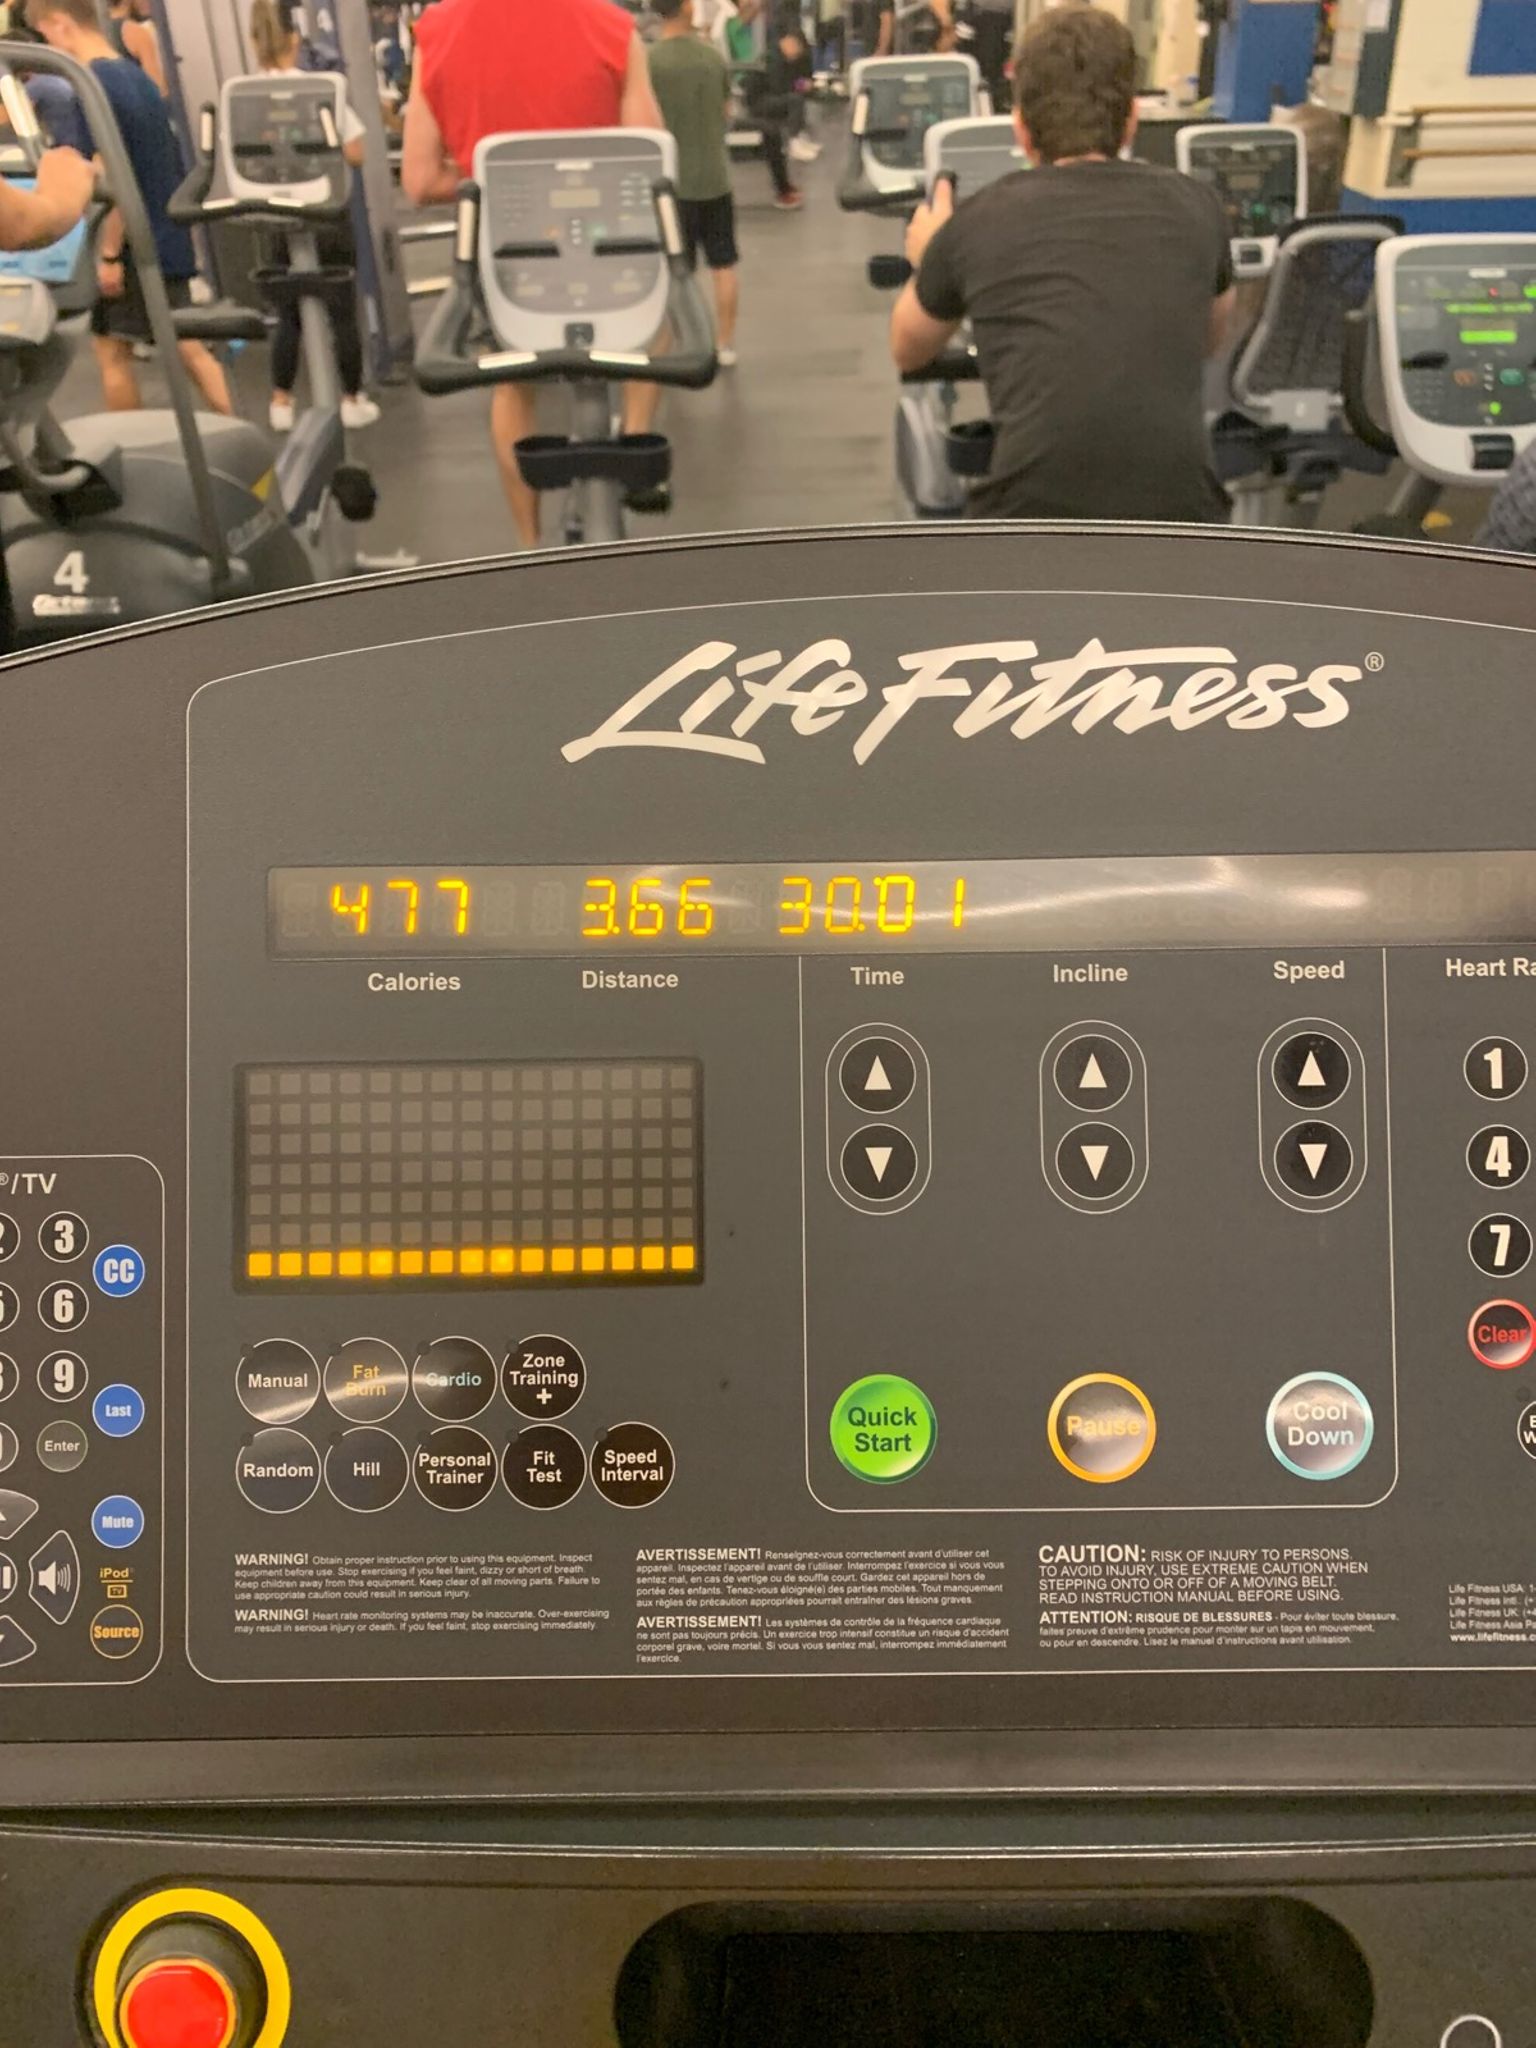 4
Life Fitness®
477 3.66 30:01
Calories Distance Time Incline Speed Heart
1
4
7
Clear
®/TV
3
CC
6
9
Last
Enter
Mute
iPod
TV
Source
Manual Fat Burn Cardio Zone Training +
Random Hill Personal Trainer Fit Test Speed Interval
Quick Start
Pause
Cool Down
WARNING! Obtain proper instruction prior to using this equipment. Inspect
equipment before use. Stop exercising if you feel faint, dizzy or short of breath.
Keep children away from this equipment. Keep clear of all moving parts. Failure to
use appropriate caution could result in serious injury.
WARNING! Heart rate monitoring systems may be inaccurate. Over-exercising
may result in serious injury or death. If you feel faint, stop exercising immediately.
AVERTISSEMENT! Renseignez-vous correctement avant d'utiliser cet
appareil. Inspectez l'appareil avant de l'utiliser. Interrompez l'exercice si vous vous
sentez mal, en cas de vertige ou de souffle court. Gardez cet appareil hors de
portée des enfants. Tenez-vous éloigné(e) des parties mobiles. Tout manquement
aux règles de précaution appropriées pourrait entraîner des lésions graves.
AVERTISSEMENT! Les systèmes de contrôle de la fréquence cardiaque
ne sont pas toujours précis. Un exercice trop intensif constitue un risque d'accident
corporel grave, voire mortel. Si vous vous sentez mal, interrompez immédiatement
l'exercice.
CAUTION: RISK OF INJURY TO PERSONS.
TO AVOID INJURY, USE EXTREME CAUTION WHEN
STEPPING ONTO OR OFF OF A MOVING BELT.
READ INSTRUCTION MANUAL BEFORE USING.
ATTENTION: RISQUE DE BLESSURES - Pour éviter toute blessure,
faites preuve d'extrême prudence pour monter sur un tapis en mouvement,
ou pour en descendre. Lisez le manuel d'instructions avant utilisation.
Life Fitness USA: 1-
Life Fitness Intl.: (+
Life Fitness UK: (+
Life Fitness Asia Pa
www.lifefitness.c